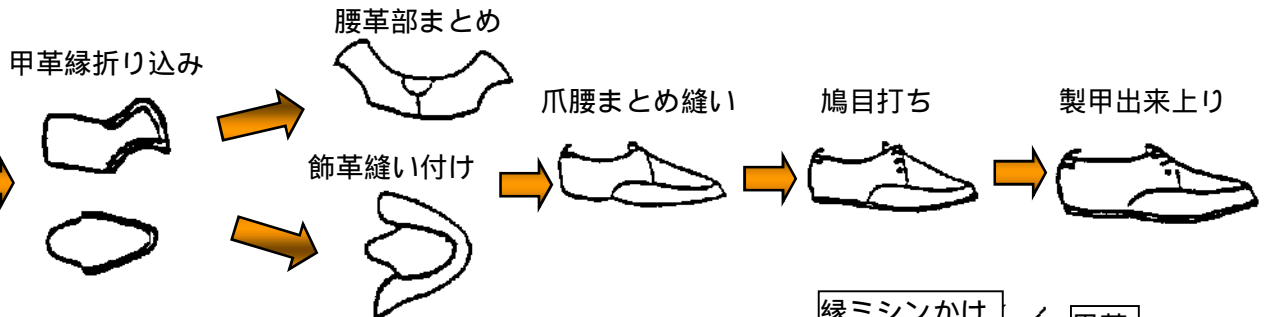 甲革縁折り込み
腰革部まとめ
飾革縫い付け
爪腰まとめ縫い
鳩目打ち
製甲出来上り
縁ミシンかけ